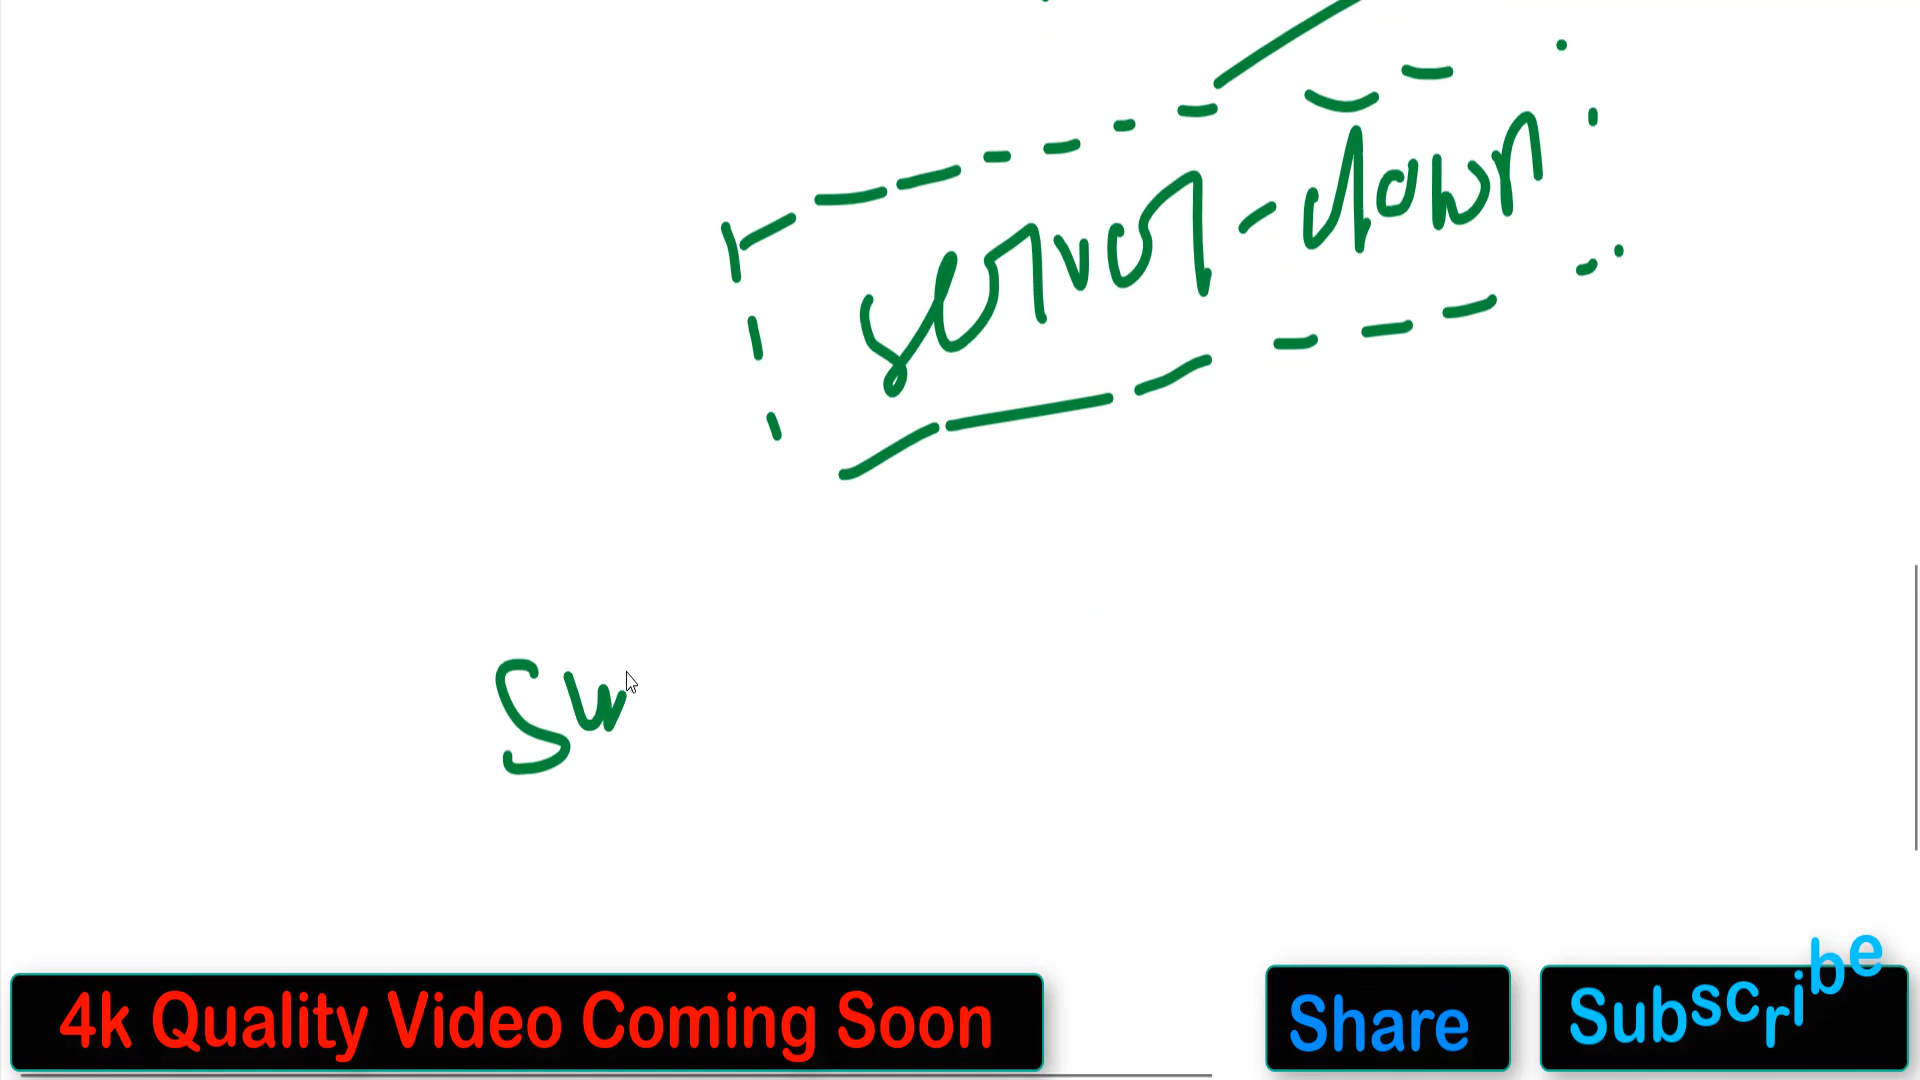 server-down
Sw
4k Quality Video Coming Soon
Share
Subscribe